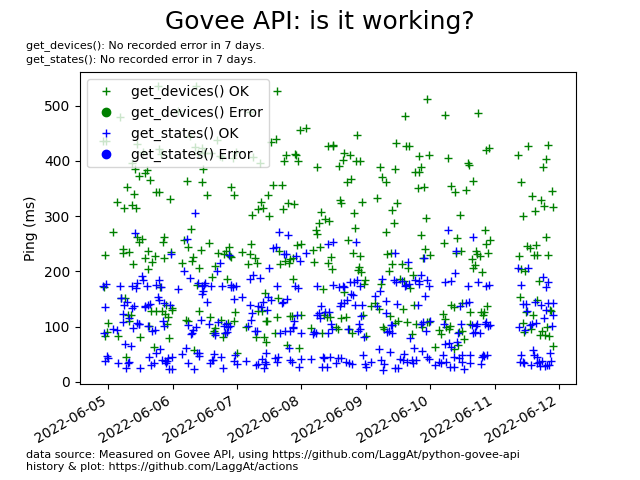 Govee API: is it working?
get_devices(): No recorded error in 7 days.
get_states(): No recorded error in 7 days.
get_devices() OK
get_devices() Error
get_states() OK
get_states() Error
Ping (ms)
500
400
300
200
100
0
2022-06-05
2022-06-06
2022-06-07
2022-06-08
2022-06-09
2022-06-10
2022-06-11
2022-06-12
data source: Measured on Govee API, using https://github.com/LaggAt/python-govee-api
history & plot: https://github.com/LaggAt/actions